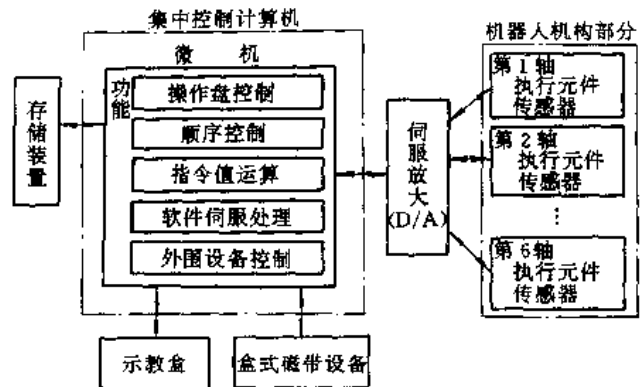 集中控制计算机
微 机
功能
操作盘控制
顺序控制
指令值运算
软件伺服处理
外围设备控制
存储装置
示教盒
盒式磁带设备
伺服放大
(D/A)
机器人机构部分
第1轴
执行元件
传感器
第2轴
执行元件
传感器
⋮
第6轴
执行元件
传感器